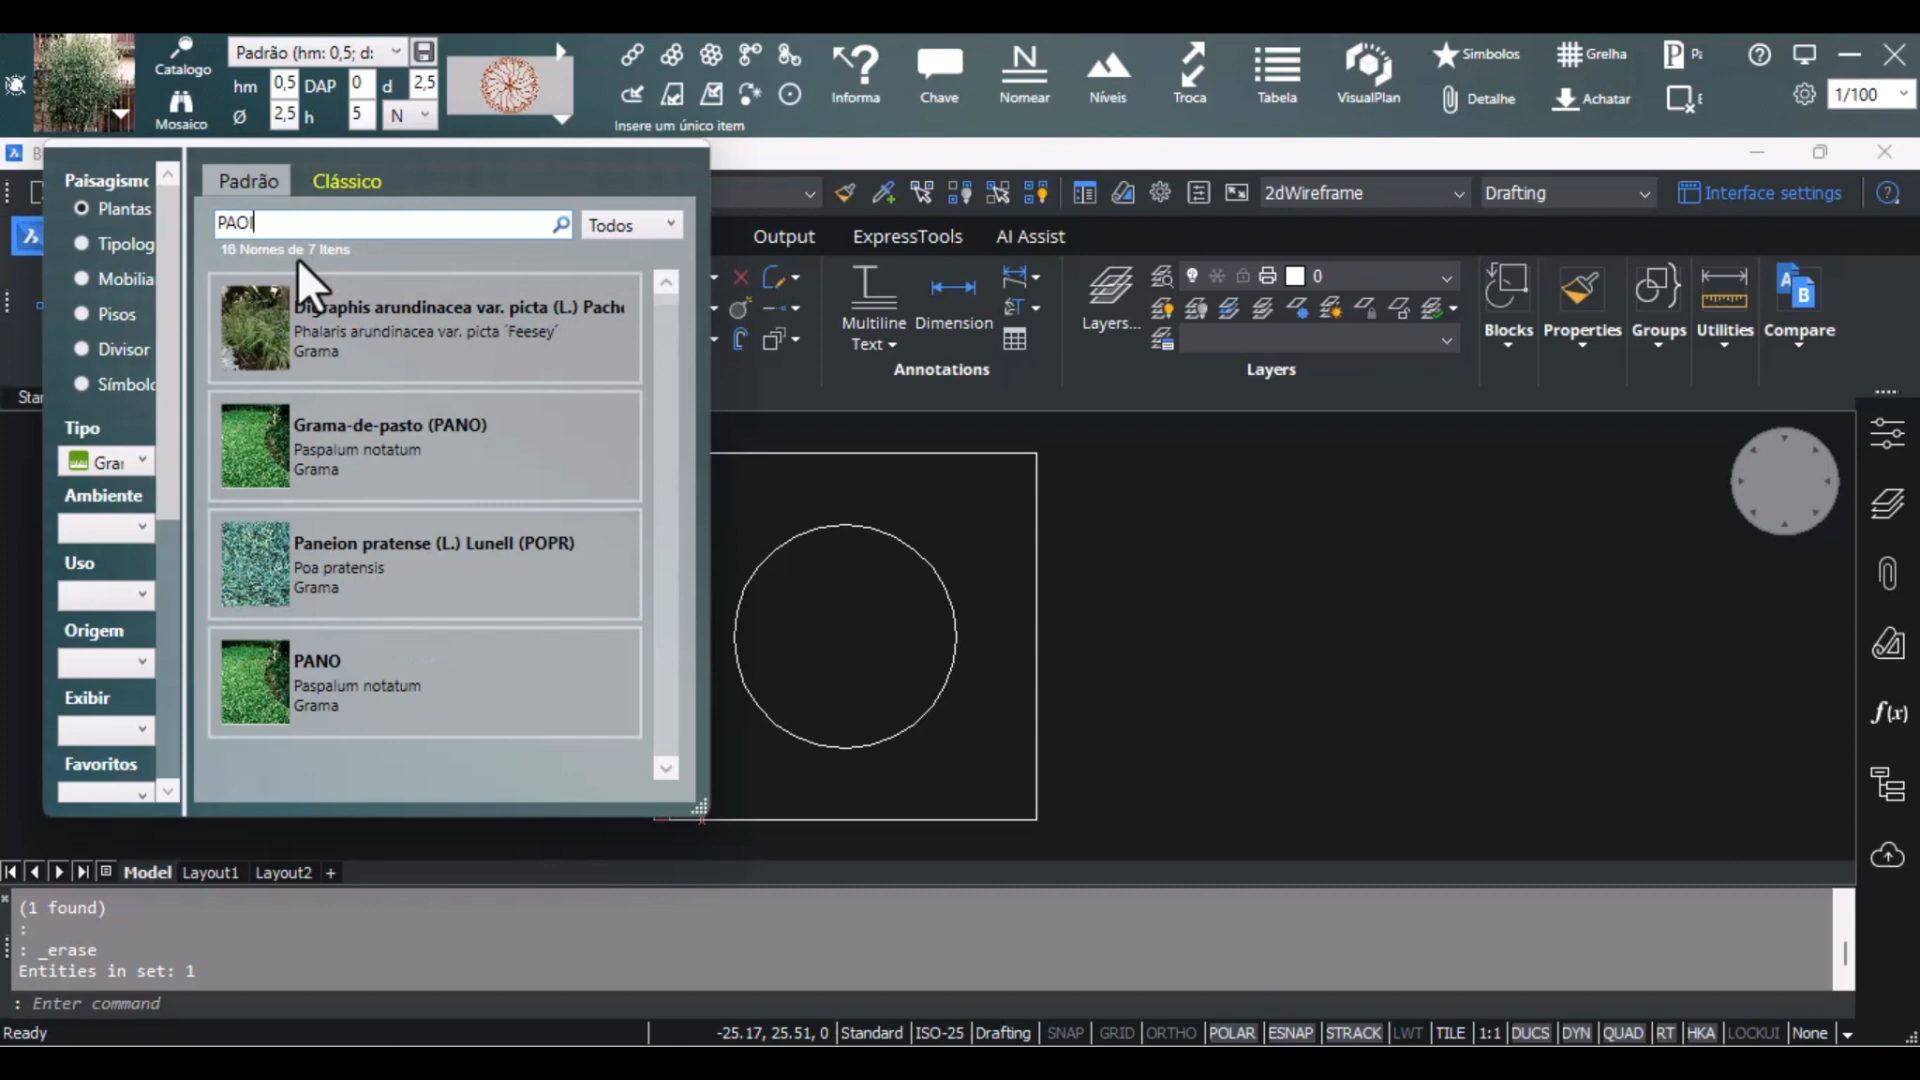 Catalogo
Mosaico
Padrão (hm: 0,5; d:
hm 0,5 DAP 0 d 2,5
Ø 2,5 h 5 N
Insere um único item
Informa
Chave
Nomear
Níveis
Troca
Tabela
VisualPlan
Simbolos
Detalhe
Grelha
Achatar
1/100
Paisagismo
Plantas
Tipolog
Mobilia
Pisos
Divisor
Símbolo
Tipo
Gra
Ambiente
Uso
Origem
Exibir
Favoritos
Padrão Clássico
PAOI
Todos
16 Nomes de 7 Itens
Digraphis arundinacea var. picta (L.) Pache
Phalaris arundinacea var. picta ´Feesey´
Grama
Grama-de-pasto (PANO)
Paspalum notatum
Grama
Paneion pratense (L.) Lunell (POPR)
Poa pratensis
Grama
PANO
Paspalum notatum
Grama
2dWireframe
Drafting
Interface settings
Output ExpressTools AI Assist
Multiline
Text
Dimension
Annotations
Layers...
0
Layers
Blocks
Properties
Groups
Utilities
Compare
Star
f(x)
Model Layout1 Layout2 +
(1 found)
:
: _erase
Entities in set: 1
: Enter command
Ready
-25.17, 25.51, 0 Standard ISO-25 Drafting SNAP GRID ORTHO POLAR ESNAP STRACK LWT TILE 1:1 DUCS DYN QUAD RT HKA LOCKUI None